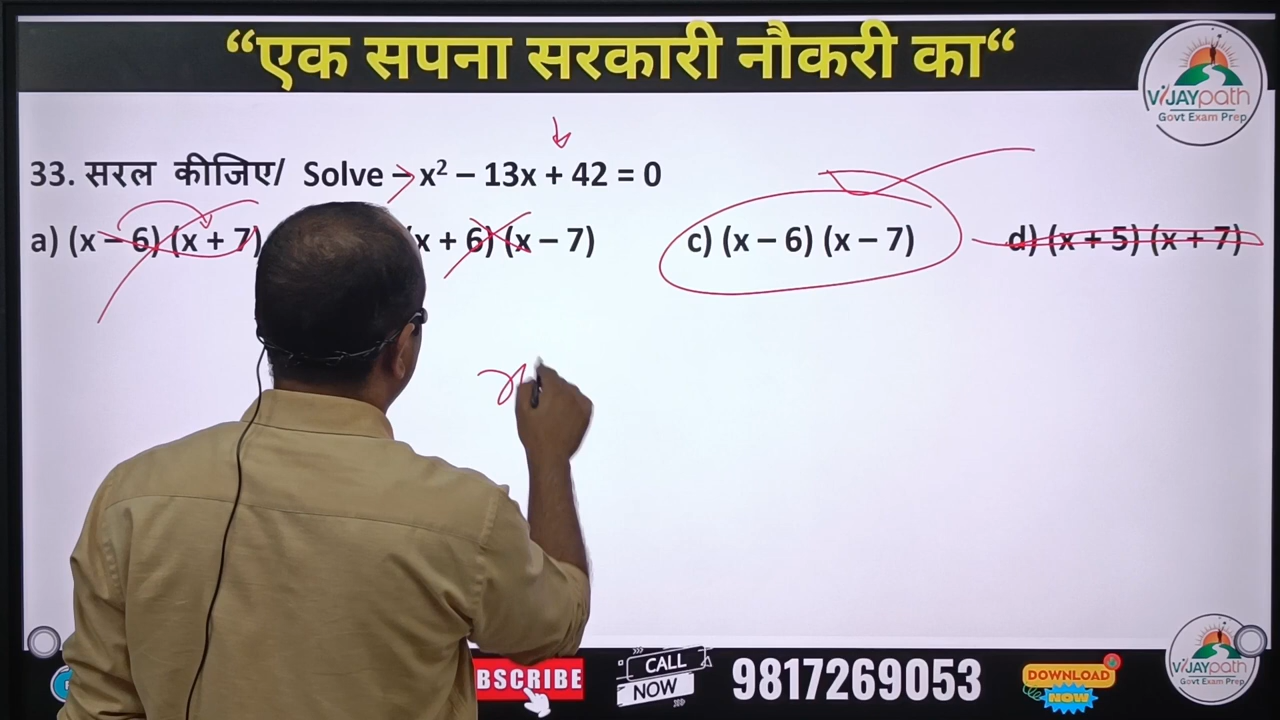 “एक सपना सरकारी नौकरी का“
VIJAYpath
Govt Exam Prep
33. सरल कीजिए/ Solve – x² – 13x + 42 = 0
a) (x – 6) (x + 7)
x + 6) (x – 7)
c) (x – 6) (x – 7)
d) (x + 5) (x + 7)
x
BSCRIBE
CALL
NOW
9817269053
DOWNLOAD
NOW
VIJAYpath
Govt Exam Prep